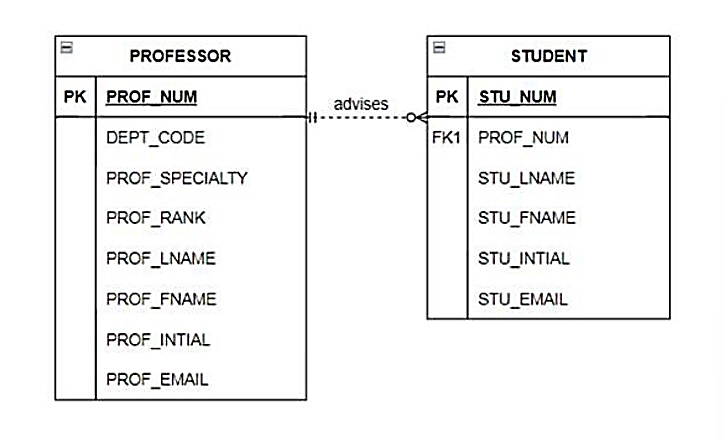 PROFESSOR
PK PROF_NUM
DEPT_CODE
PROF_SPECIALTY
PROF_RANK
PROF_LNAME
PROF_FNAME
PROF_INTIAL
PROF_EMAIL
advises
STUDENT
PK STU_NUM
FK1 PROF_NUM
STU_LNAME
STU_FNAME
STU_INTIAL
STU_EMAIL